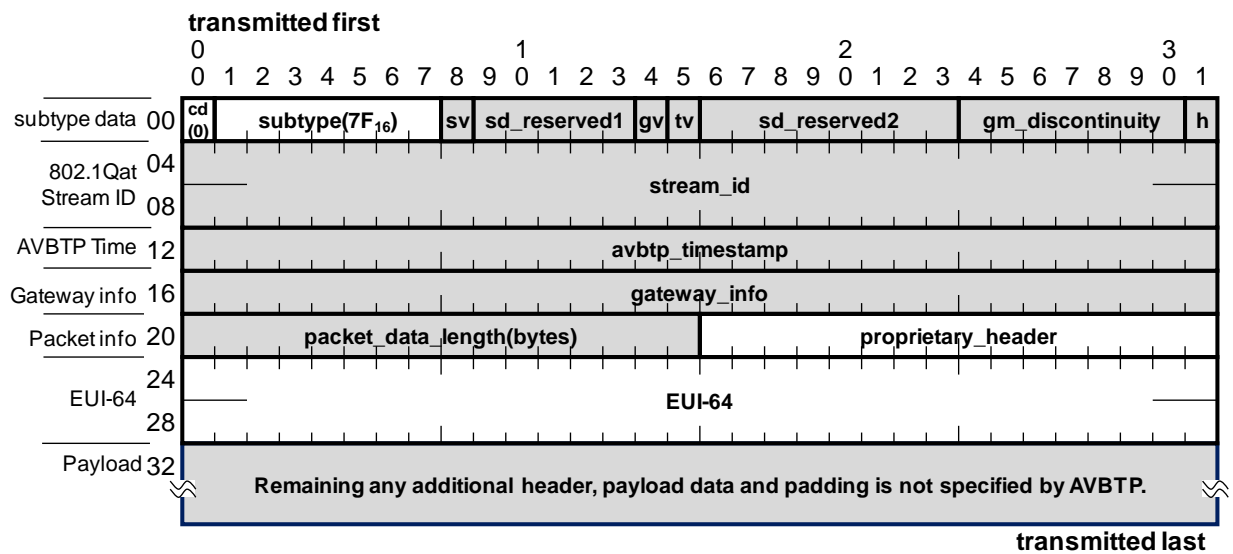 transmitted first
0 1 2 3
0 1 2 3 4 5 6 7 8 9 0 1 2 3 4 5 6 7 8 9 0 1 2 3 4 5 6 7 8 9 0 1
subtype data 00 cd (0) subtype(7F₁₆) sv sd_reserved1 gv tv sd_reserved2 gm_discontinuity h
802.1Qat Stream ID 04 08 stream_id
AVBTP Time 12 avbtp_timestamp
Gateway info 16 gateway_info
Packet info 20 packet_data_length(bytes) proprietary_header
EUI-64 24 28 EUI-64
Payload 32 Remaining any additional header, payload data and padding is not specified by AVBTP.
transmitted last